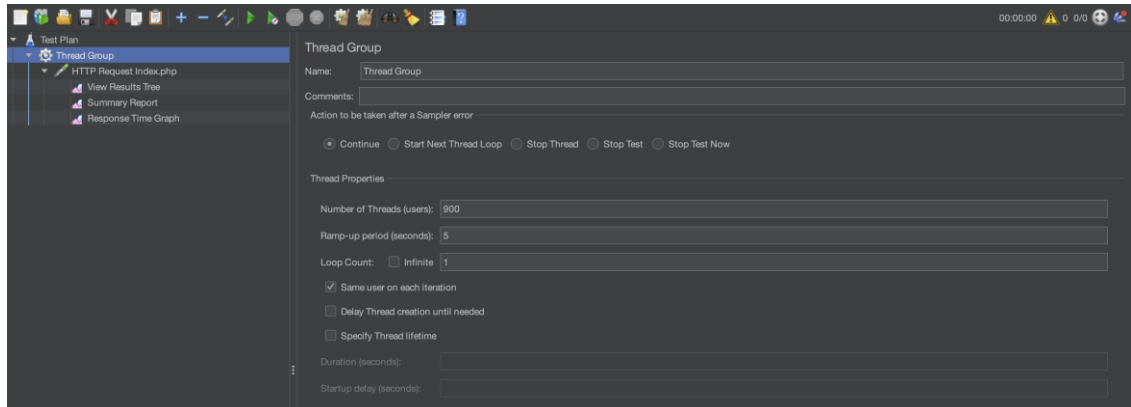 00:00:00 0 0/0
Test Plan
Thread Group
HTTP Request Index.php
View Results Tree
Summary Report
Response Time Graph
Thread Group
Name: Thread Group
Comments:
Action to be taken after a Sampler error
Continue Start Next Thread Loop Stop Thread Stop Test Stop Test Now
Thread Properties
Number of Threads (users): 900
Ramp-up period (seconds): 5
Loop Count: Infinite 1
Same user on each iteration
Delay Thread creation until needed
Specify Thread lifetime
Duration (seconds):
Startup delay (seconds):